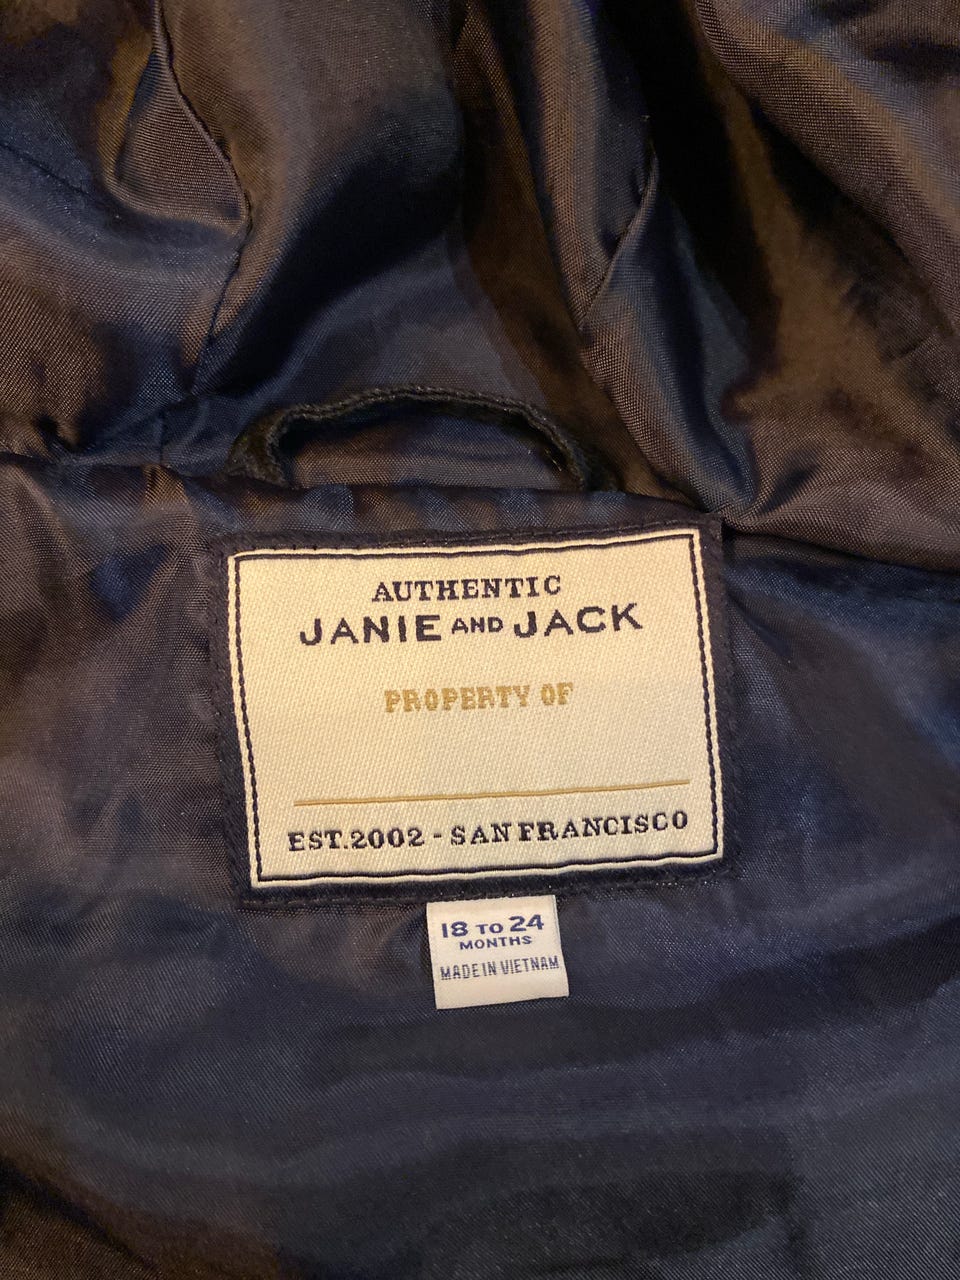 AUTHENTIC
JANIE AND JACK
PROPERTY OF
EST.2002 - SAN FRANCISCO
18 TO 24
MONTHS
MADE IN VIETNAM